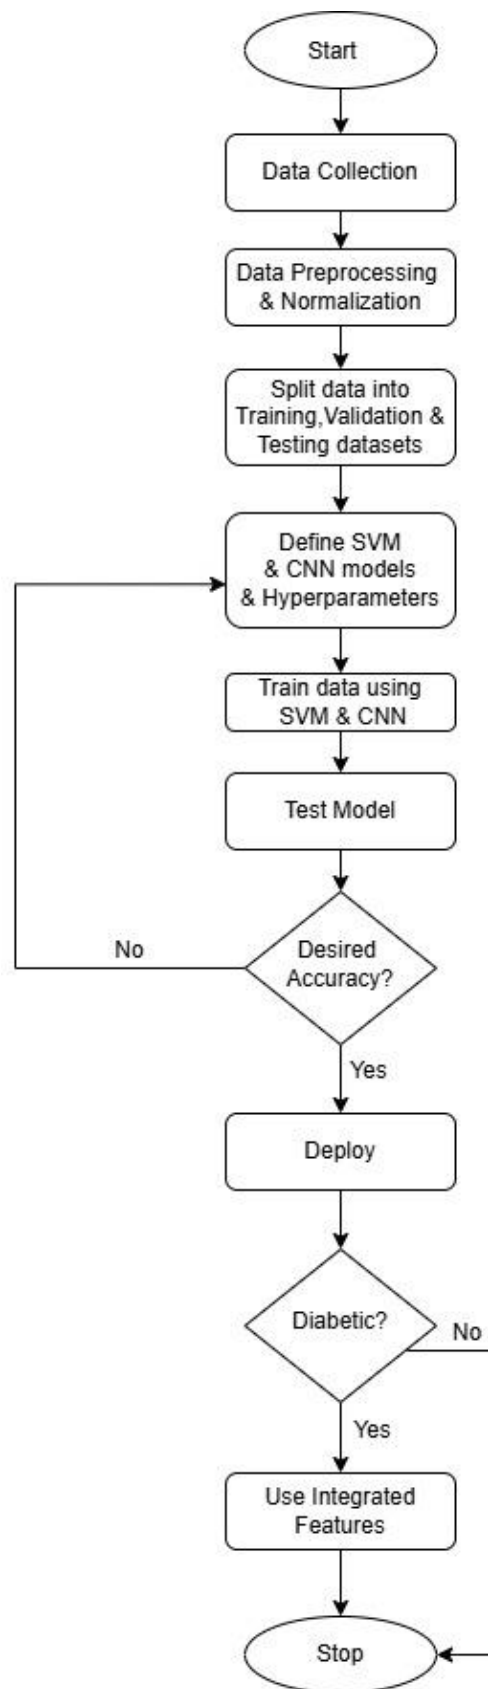 Start
Data Collection
Data Preprocessing
& Normalization
Split data into
Training,Validation &
Testing datasets
Define SVM
& CNN models
& Hyperparameters
Train data using
SVM & CNN
Test Model
Desired
Accuracy?
No
Yes
Deploy
Diabetic?
No
Yes
Use Integrated
Features
Stop